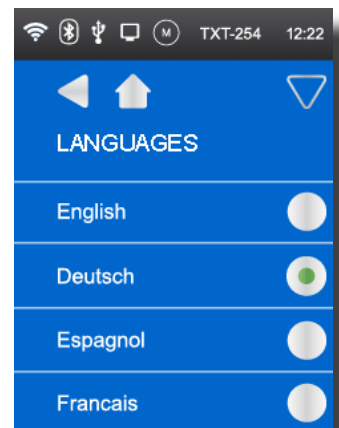 M TXT-254 12:22
LANGUAGES
English
Deutsch
Espagnol
Francais